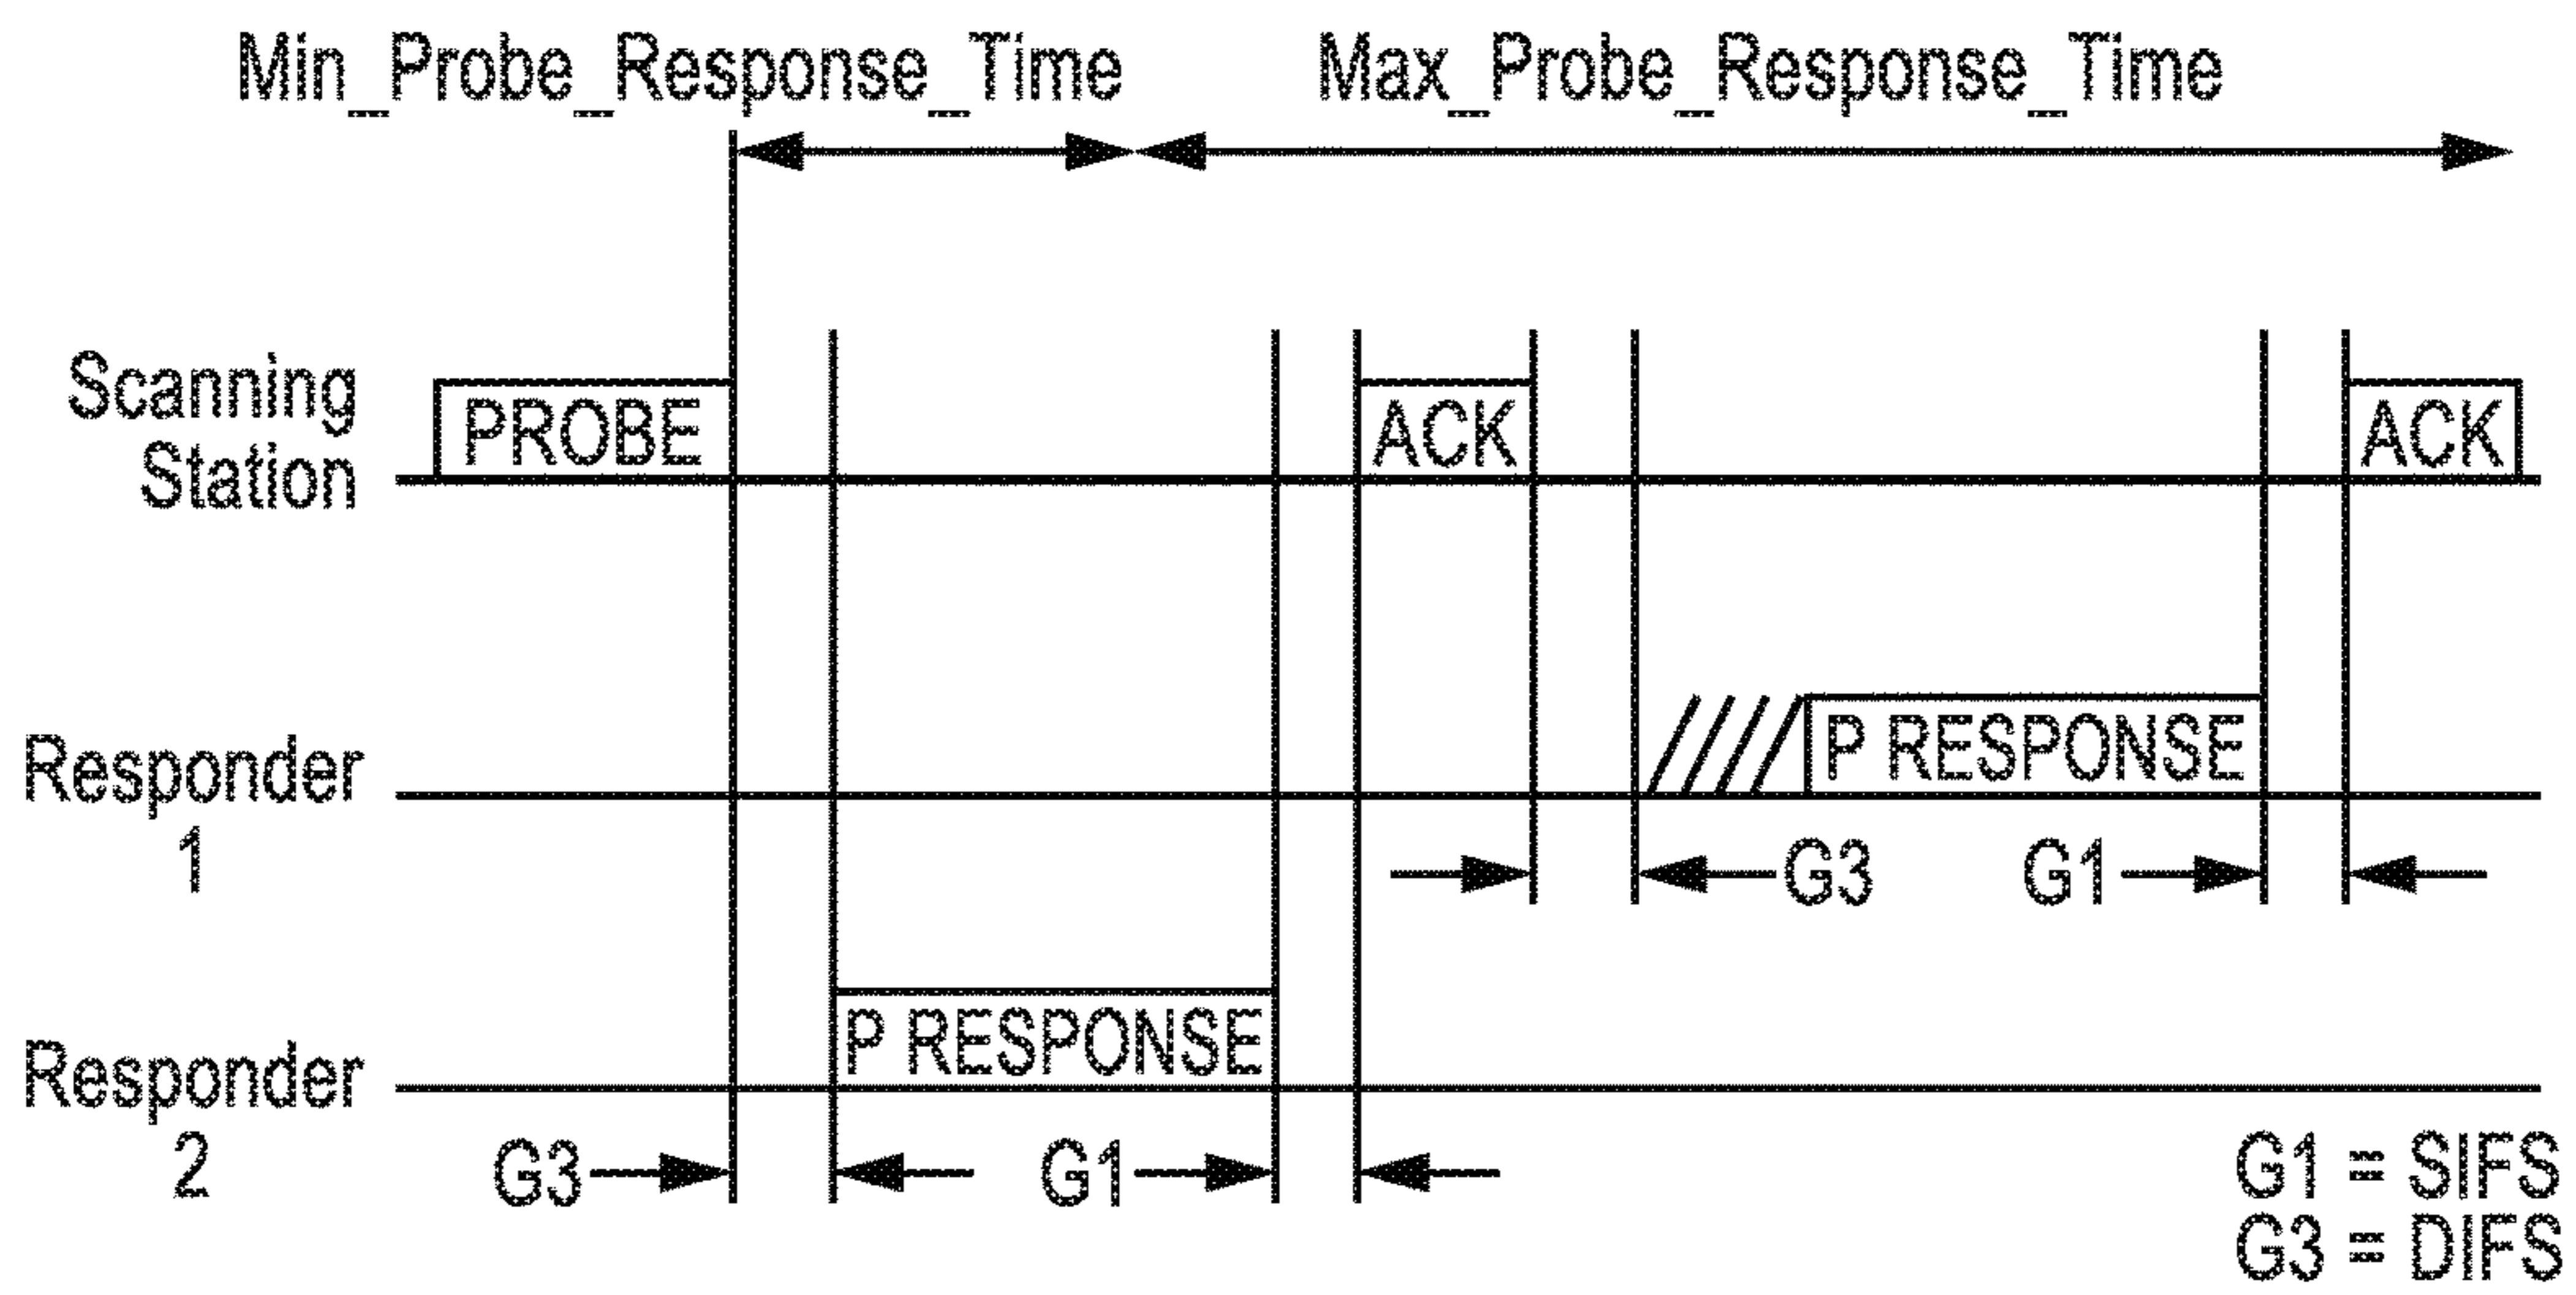 Min_Probe_Response_Time
Max_Probe_Response_Time
Scanning
Station
PROBE
ACK
ACK
Responder
1
P RESPONSE
G3
G1
Responder
2
P RESPONSE
G3
G1
G1 = SIFS
G3 = DIFS